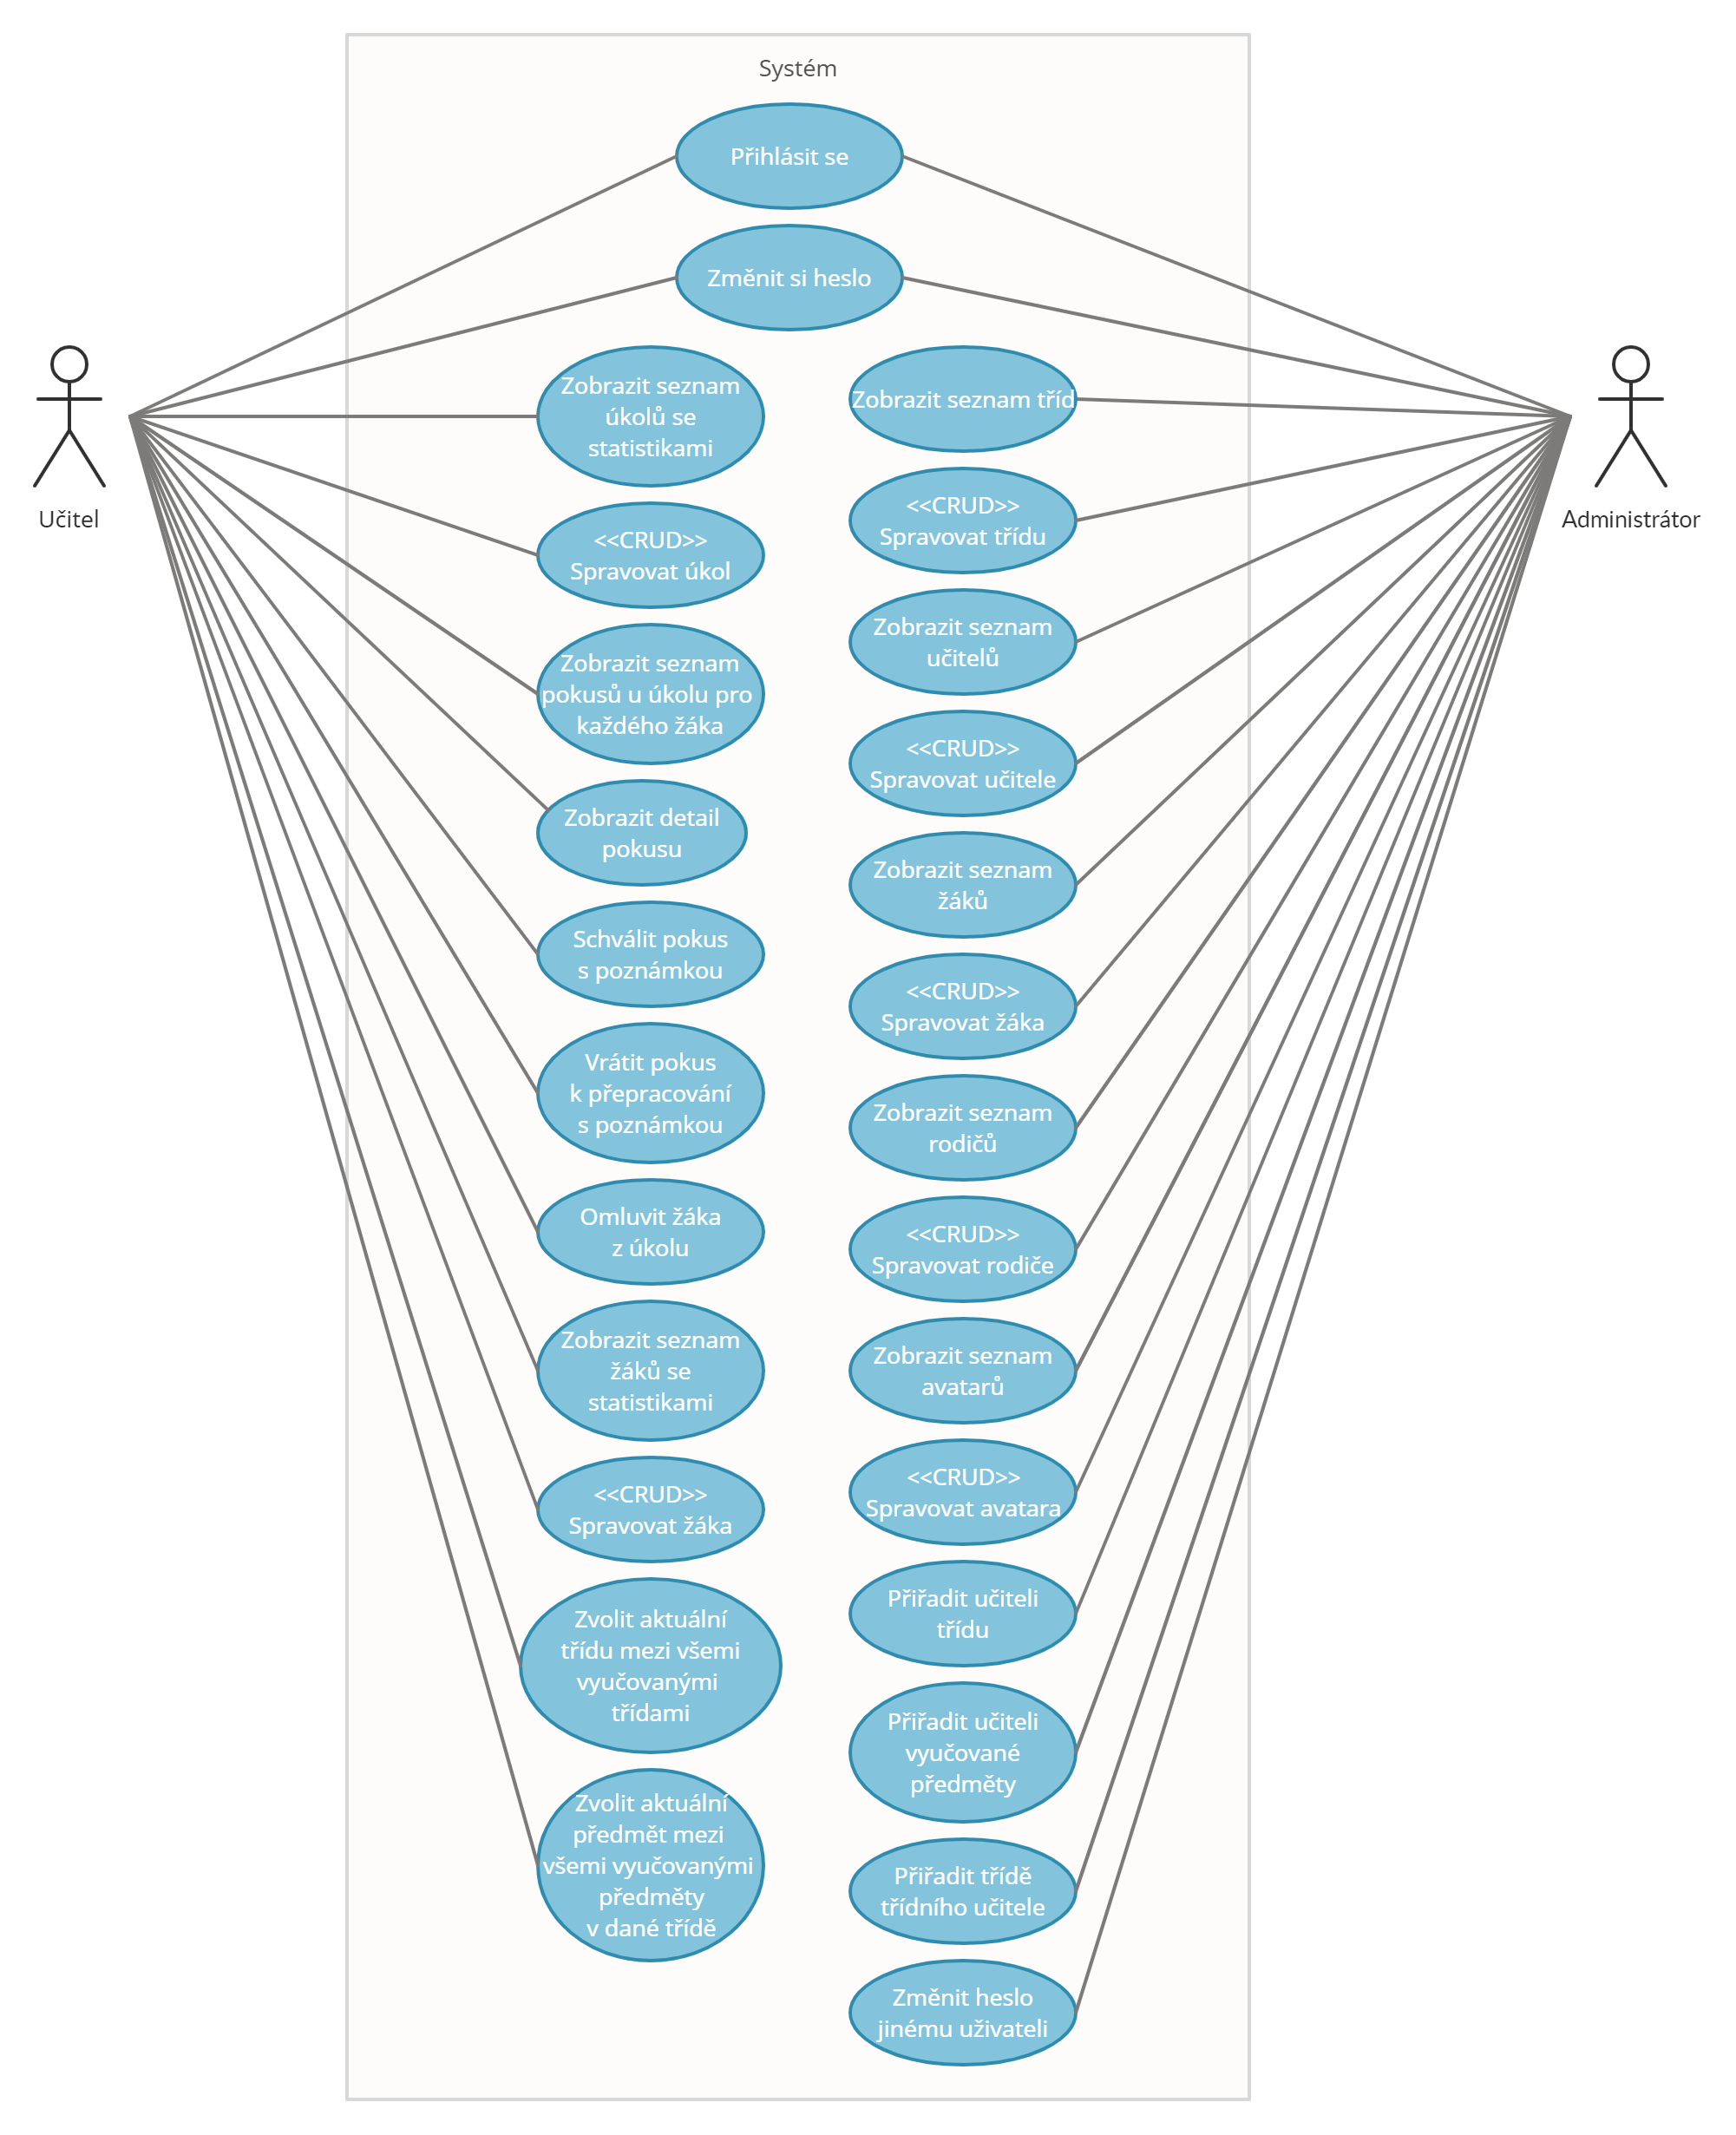 Systém
Přihlásit se
Změnit si heslo
Učitel
Zobrazit seznam
úkolů se
statistikami
<<CRUD>>
Spravovat úkol
Zobrazit seznam
pokusů u úkolu pro
každého žáka
Zobrazit detail
pokusu
Schválit pokus
s poznámkou
Vrátit pokus
k přepracování
s poznámkou
Omluvit žáka
z úkolu
Zobrazit seznam
žáků se
statistikami
<<CRUD>>
Spravovat žáka
Zvolit aktuální
třídu mezi všemi
vyučovanými
třídami
Zvolit aktuální
předmět mezi
všemi vyučovanými
předměty
v dané třídě
Zobrazit seznam tříd
<<CRUD>>
Spravovat třídu
Zobrazit seznam
učitelů
<<CRUD>>
Spravovat učitele
Zobrazit seznam
žáků
<<CRUD>>
Spravovat žáka
Zobrazit seznam
rodičů
<<CRUD>>
Spravovat rodiče
Zobrazit seznam
avatarů
<<CRUD>>
Spravovat avatara
Přiřadit učiteli
třídu
Přiřadit učiteli
vyučované
předměty
Přiřadit třídě
třídního učitele
Změnit heslo
jinému uživateli
Administrátor